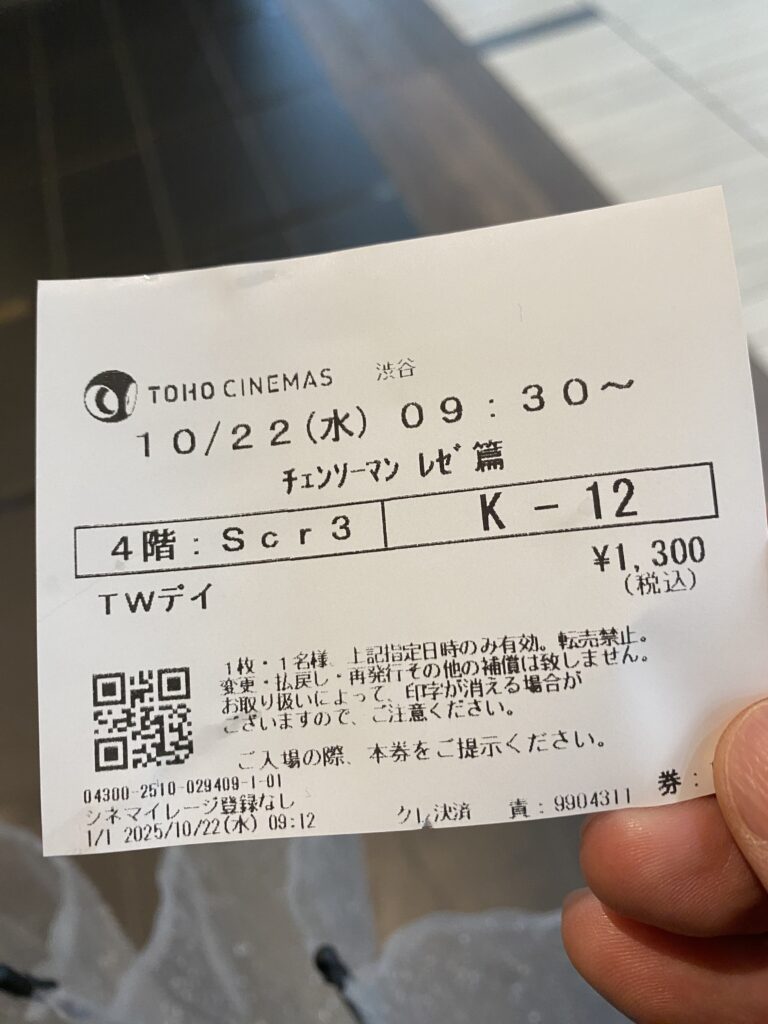 TOHO CINEMAS 渋谷
10/22(水) 09:30~
チェンソーマン レゼ篇
4階:Scr3 K-12
TWデイ ¥1,300
(税込)
1枚・1名様、上記指定日時のみ有効。転売禁止。
変更・払戻し・再発行その他の補償は致しません。
お取り扱いによって、印字が消える場合が
ございますので、ご注意ください。
ご入場の際、本券をご提示ください。
04300-2510-029409-1-01
シネマイレージ登録なし
1/1 2025/10/22(水) 09:12 クレ決済 責:9904311 券: